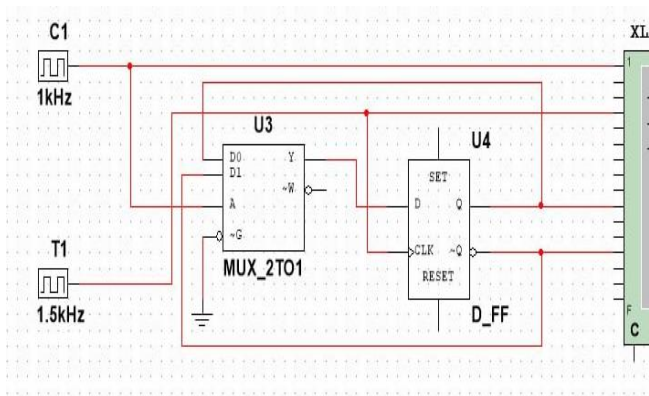 C1
XL
1
1kHz
U3
D0 Y
D1
~W
A
~G
MUX_2TO1
U4
SET
D Q
CLK ~Q
RESET
D_FF
T1
1.5kHz
F
C